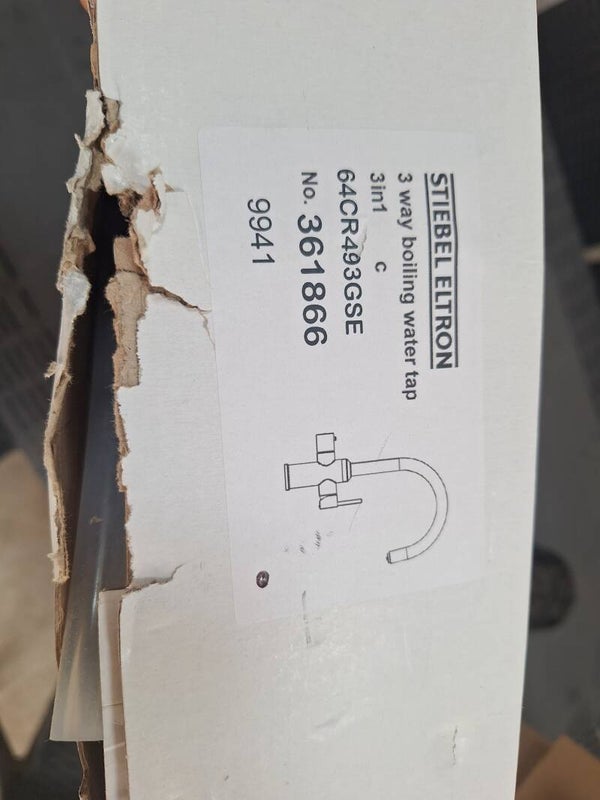 STIEBEL ELTRON
3 way boiling water tap
3in1 c
64CR493GSE
No. 361866
9941